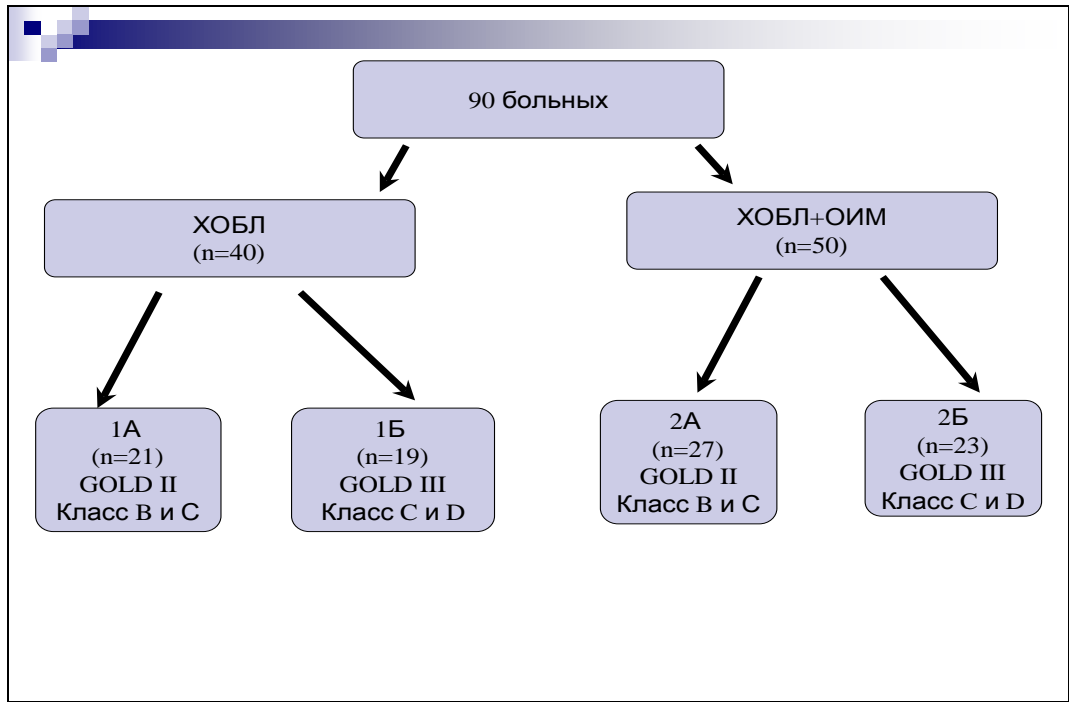 90 больных
ХОБЛ
(n=40)
ХОБЛ+ОИМ
(n=50)
1А
(n=21)
GOLD II
Класс В и С
1Б
(n=19)
GOLD III
Класс С и D
2А
(n=27)
GOLD II
Класс В и С
2Б
(n=23)
GOLD III
Класс С и D